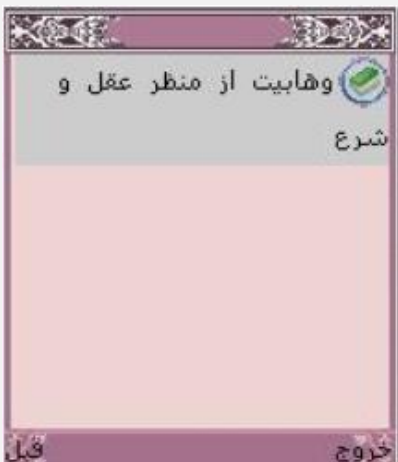 وهابیت از منظر عقل و
شرع
خروج
قبل